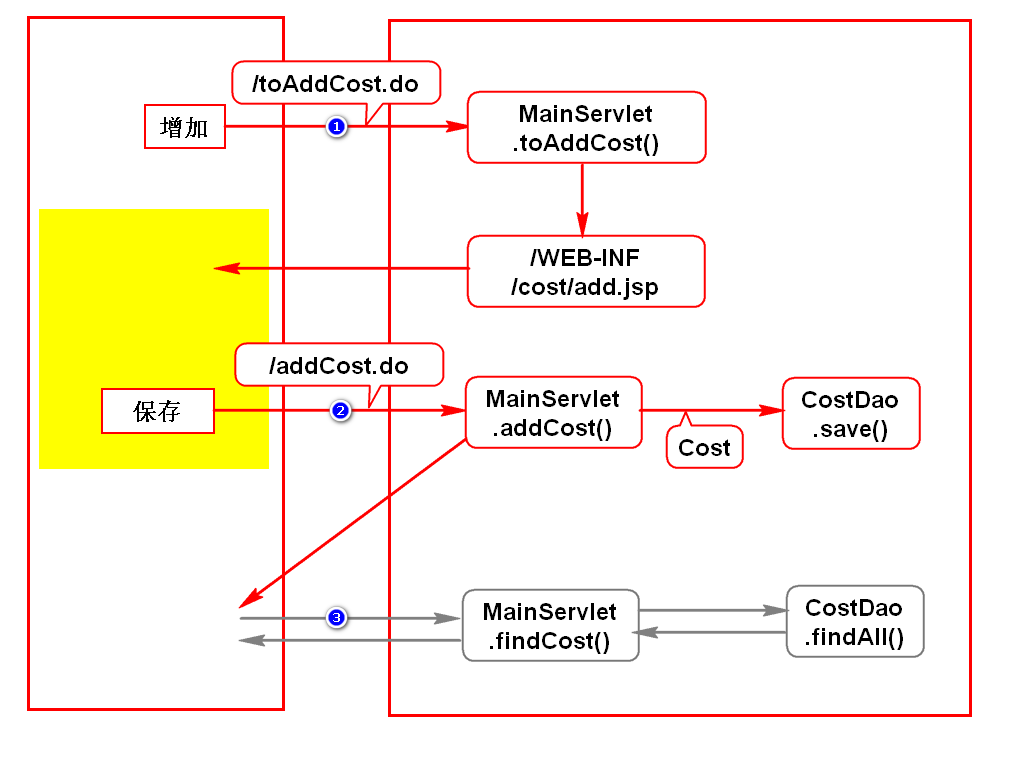 /toAddCost.do
增加
1
MainServlet
.toAddCost()
/WEB-INF
/cost/add.jsp
/addCost.do
保存
2
MainServlet
.addCost()
Cost
CostDao
.save()
3
MainServlet
.findCost()
CostDao
.findAll()